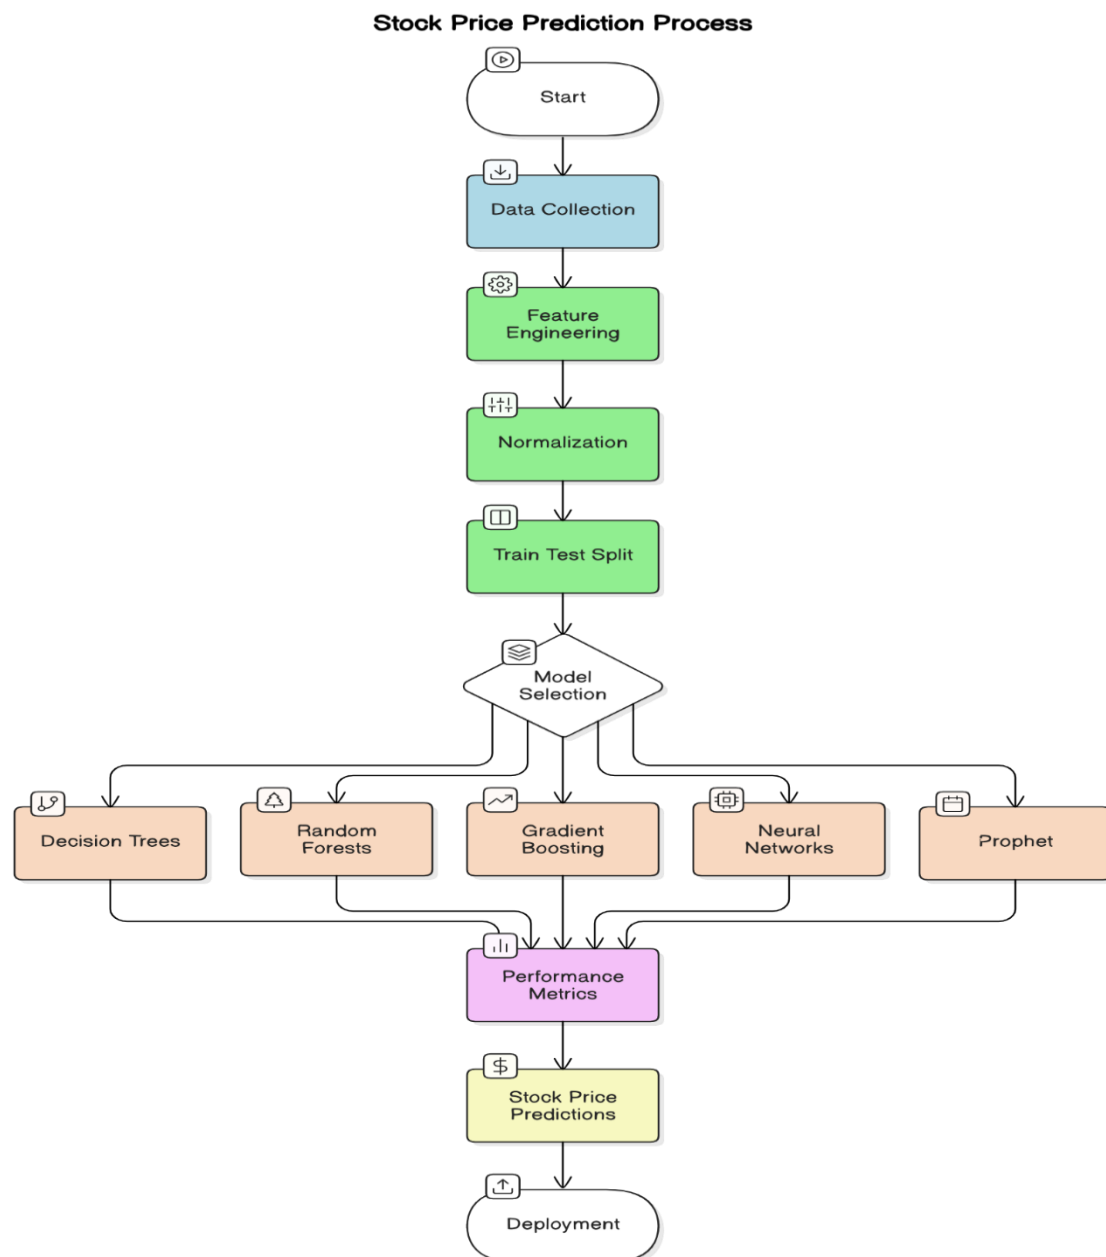 Stock Price Prediction Process
Start
Data Collection
Feature
Engineering
Normalization
Train Test Split
Model
Selection
Decision Trees
Random
Forests
Gradient
Boosting
Neural
Networks
Prophet
Performance
Metrics
Stock Price
Predictions
Deployment